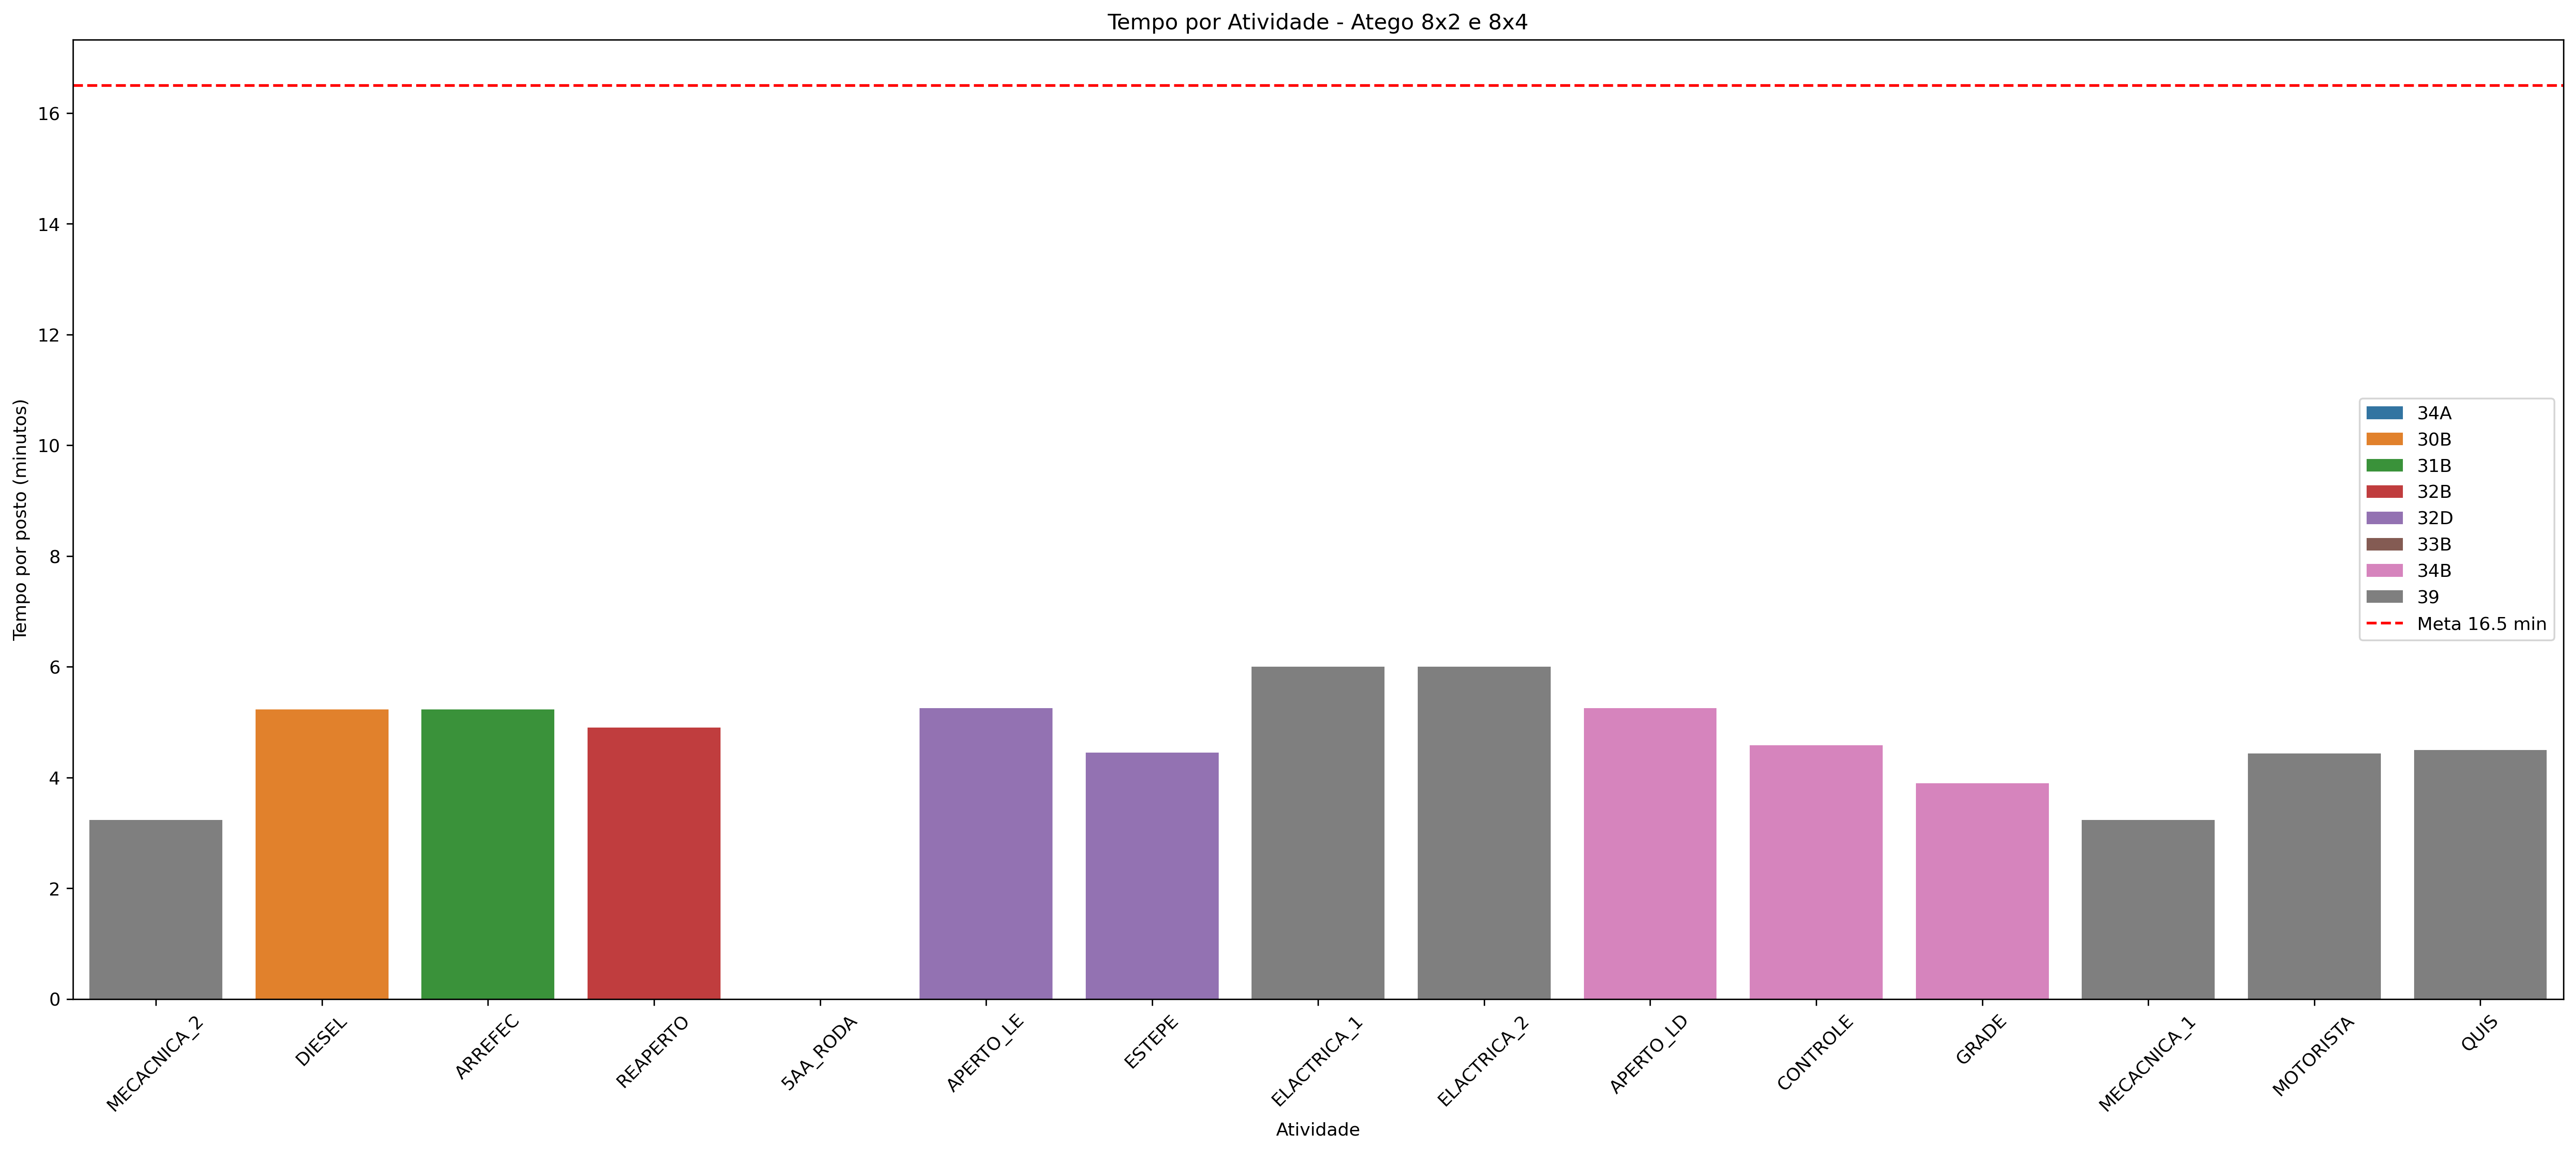 Tempo por Atividade - Atego 8x2 e 8x4
Tempo por posto (minutos)
16
14
12
10
8
6
4
2
0
34A
30B
31B
32B
32D
33B
34B
39
Meta 16.5 min
MECACNICA_2
DIESEL
ARREFEC
REAPERTO
5AA_RODA
APERTO_LE
ESTEPE
ELACTRICA_1
ELACTRICA_2
APERTO_LD
CONTROLE
GRADE
MECACNICA_1
MOTORISTA
QUIS
Atividade